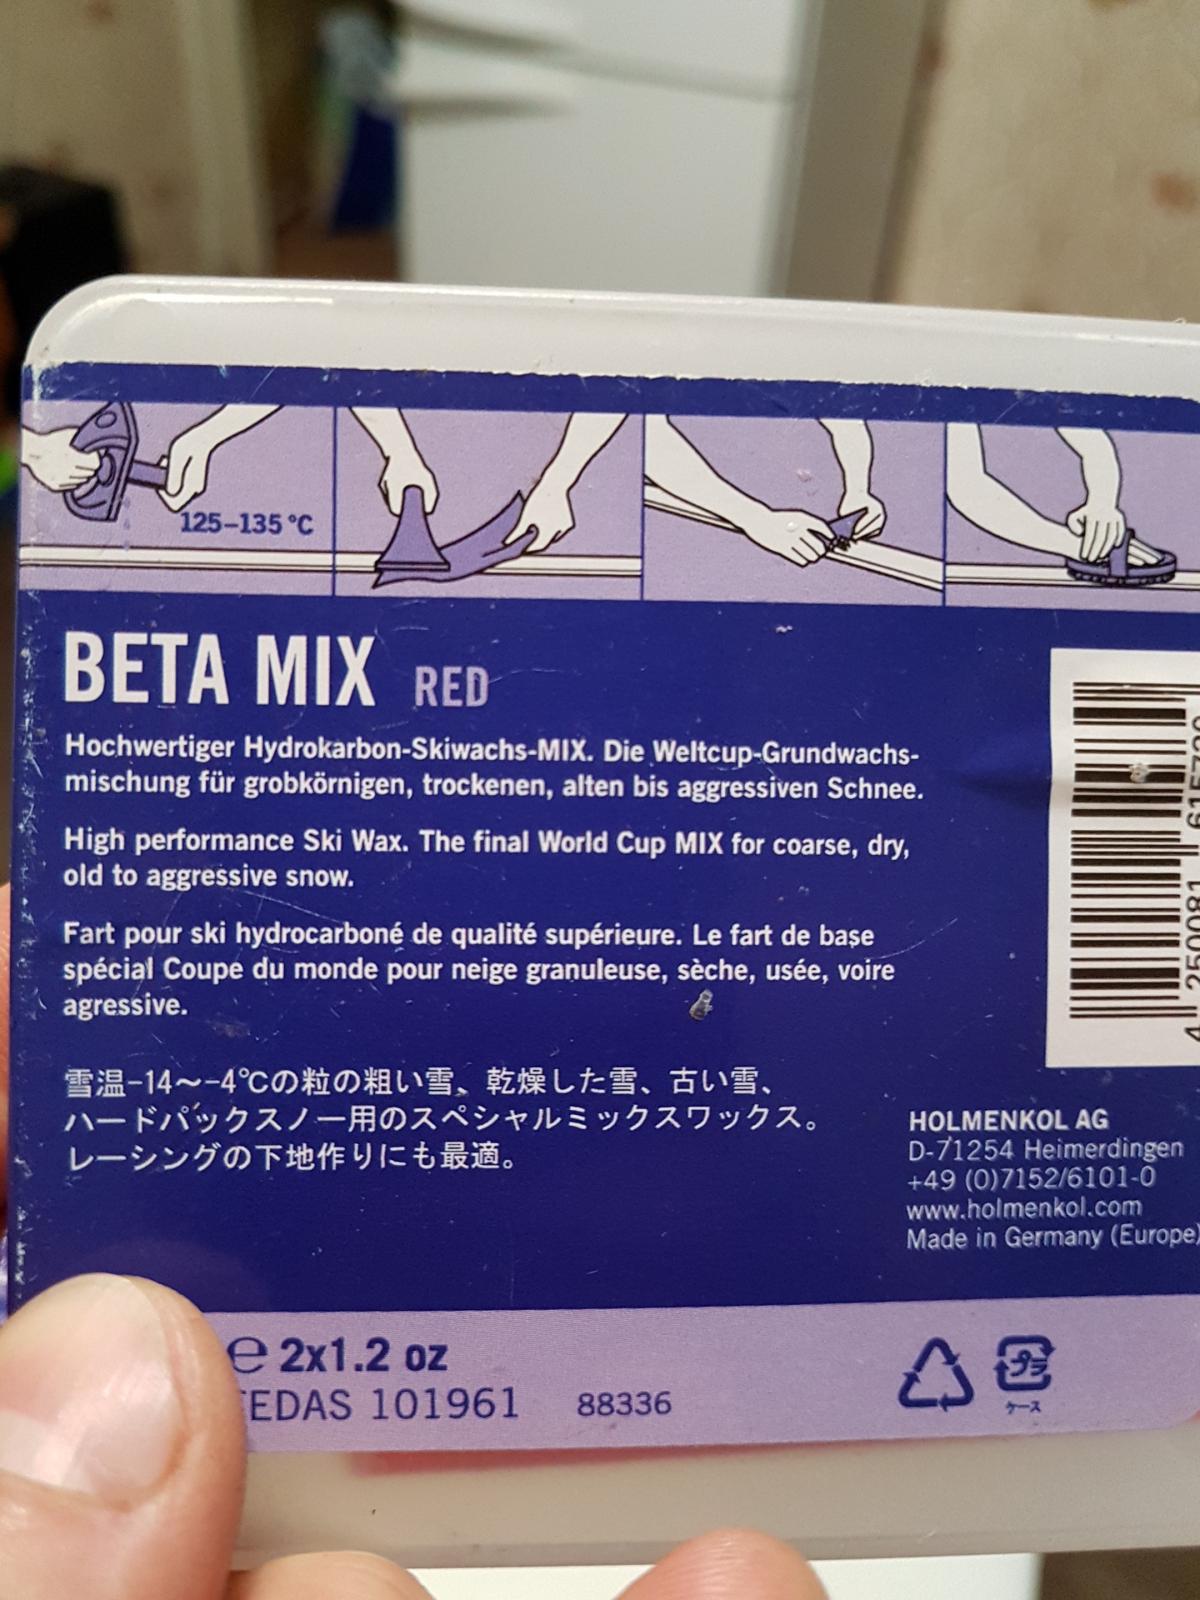 125–135 °C
BETA MIX RED
Hochwertiger Hydrokarbon-Skiwachs-MIX. Die Weltcup-Grundwachs-
mischung für grobkörnigen, trockenen, alten bis aggressiven Schnee.
High performance Ski Wax. The final World Cup MIX for coarse, dry,
old to aggressive snow.
Fart pour ski hydrocarboné de qualité supérieure. Le fart de base
spécial Coupe du monde pour neige granuleuse, sèche, usée, voire
agressive.
雪温-14～-4℃の粒の粗い雪、乾燥した雪、古い雪、
ハードパックスノー用のスペシャルミックスワックス。
レーシングの下地作りにも最適。
HOLMENKOL AG
D-71254 Heimerdingen
+49 (0)7152/6101-0
www.holmenkol.com
Made in Germany (Europe)
℮ 2x1.2 oz
EDAS 101961 88336
プラ
ケース
4 250081